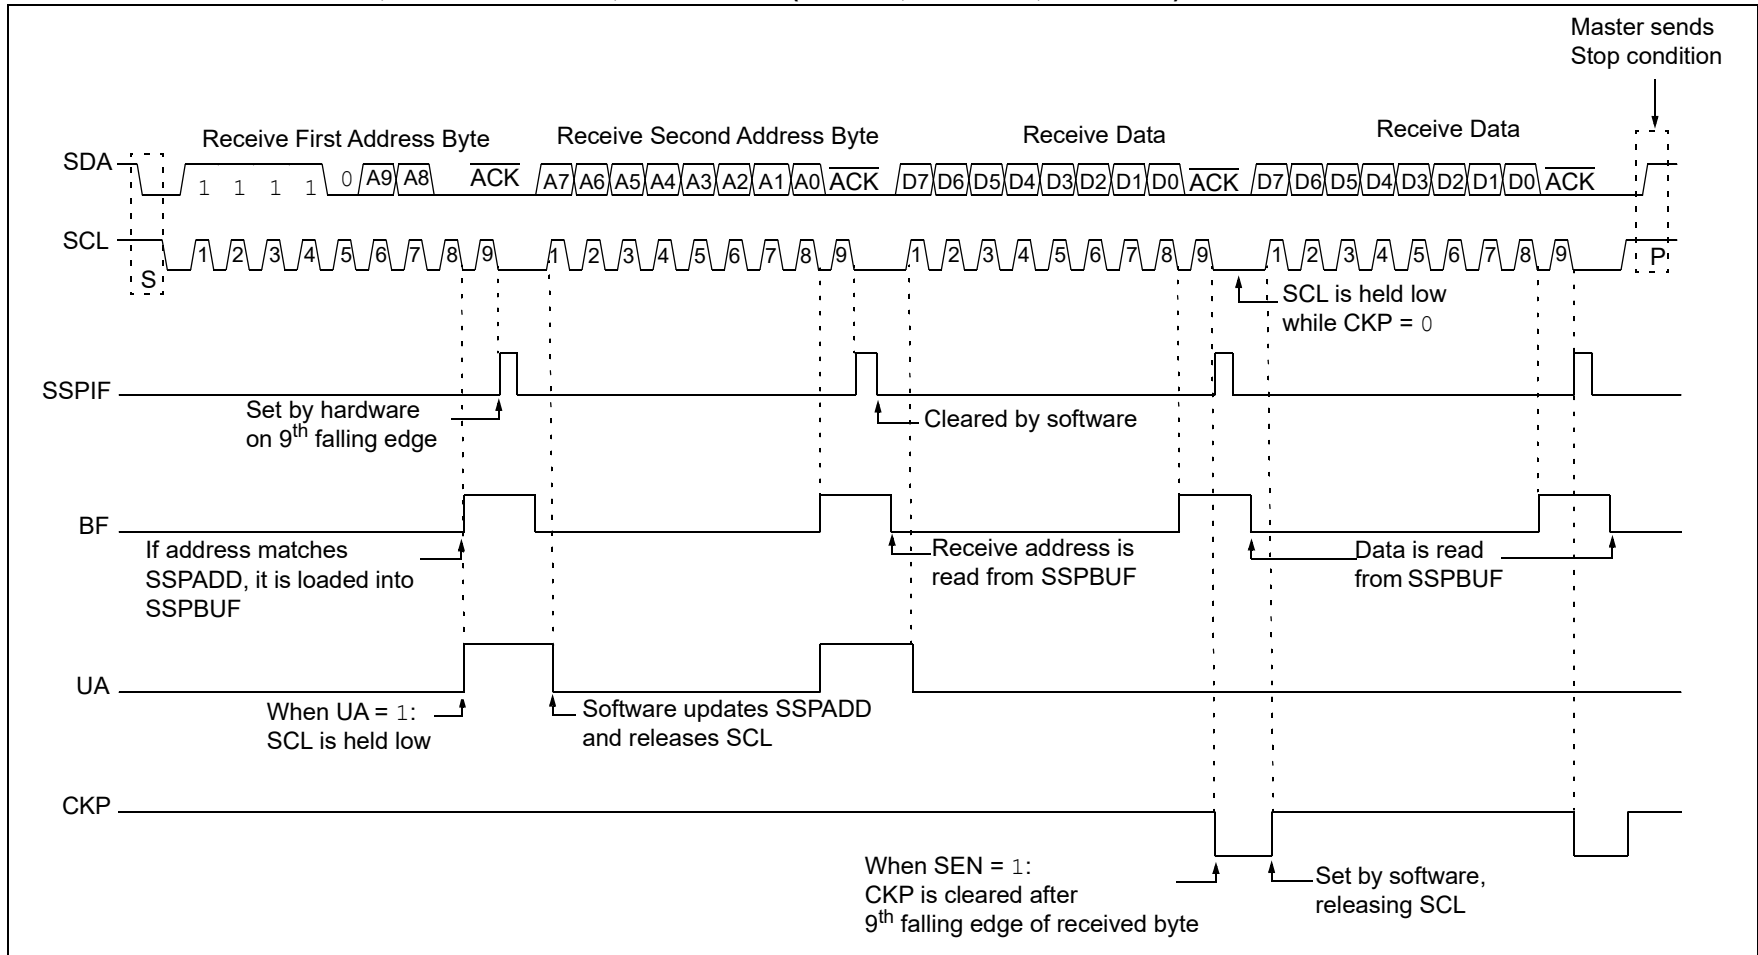 Master sends
Stop condition
Receive First Address Byte
Receive Second Address Byte
Receive Data
Receive Data
SDA
1 1 1 1 0 A9 A8 ACK A7 A6 A5 A4 A3 A2 A1 A0 ACK D7 D6 D5 D4 D3 D2 D1 D0 ACK D7 D6 D5 D4 D3 D2 D1 D0 ACK
SCL
S 1 2 3 4 5 6 7 8 9 1 2 3 4 5 6 7 8 9 1 2 3 4 5 6 7 8 9 1 2 3 4 5 6 7 8 9 P
SCL is held low
while CKP = 0
SSPIF
Set by hardware
on 9th falling edge
Cleared by software
BF
If address matches
SSPADD, it is loaded into
SSPBUF
Receive address is
read from SSPBUF
Data is read
from SSPBUF
UA
When UA = 1:
SCL is held low
Software updates SSPADD
and releases SCL
CKP
When SEN = 1:
CKP is cleared after
9th falling edge of received byte
Set by software,
releasing SCL